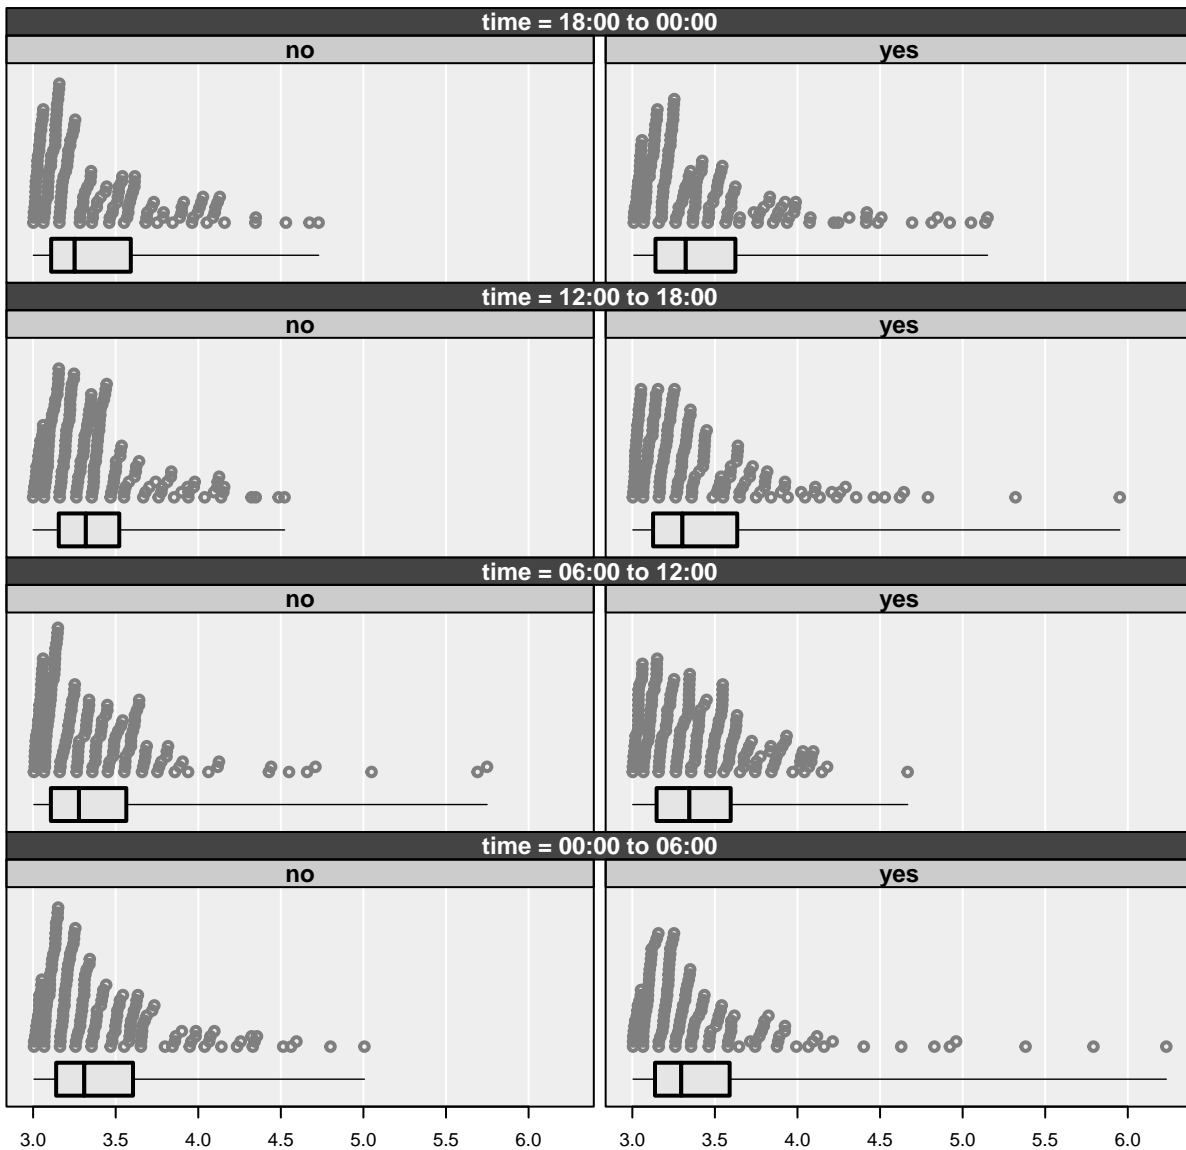 time = 18:00 to 00:00
no yes
time = 12:00 to 18:00
no yes
time = 06:00 to 12:00
no yes
time = 00:00 to 06:00
no yes
3.0 3.5 4.0 4.5 5.0 5.5 6.0 3.0 3.5 4.0 4.5 5.0 5.5 6.0